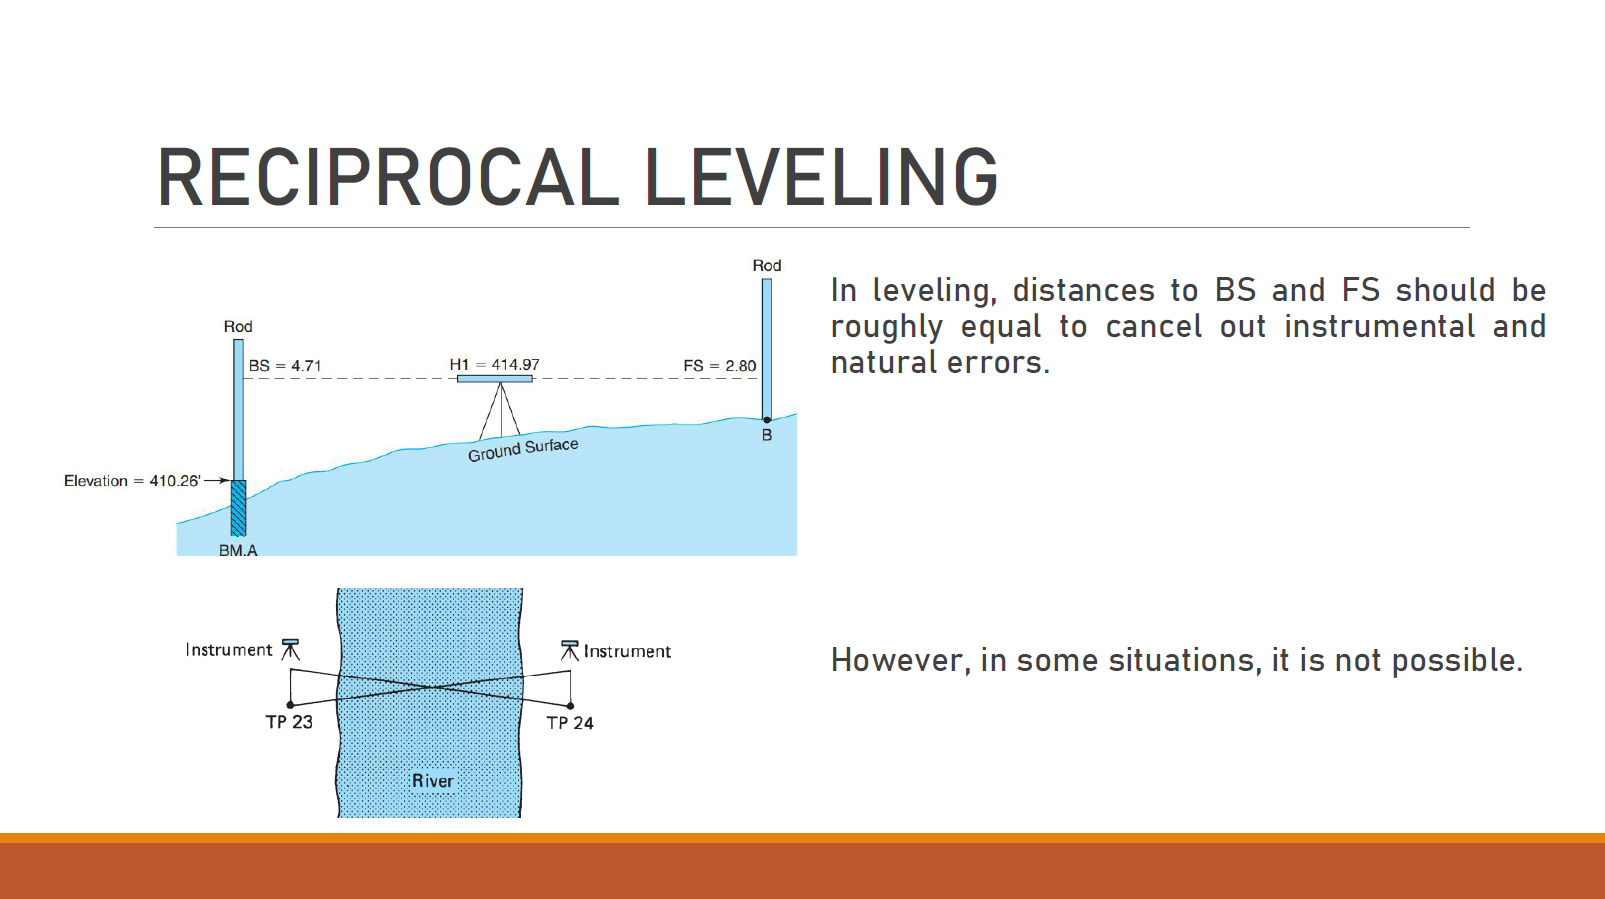 RECIPROCAL LEVELING
Rod
Rod
BS = 4.71
H1 = 414.97
FS = 2.80
Ground Surface
B
Elevation = 410.26'
BM.A
In leveling, distances to BS and FS should be
roughly equal to cancel out instrumental and
natural errors.
Instrument
Instrument
TP 23
TP 24
River
However, in some situations, it is not possible.